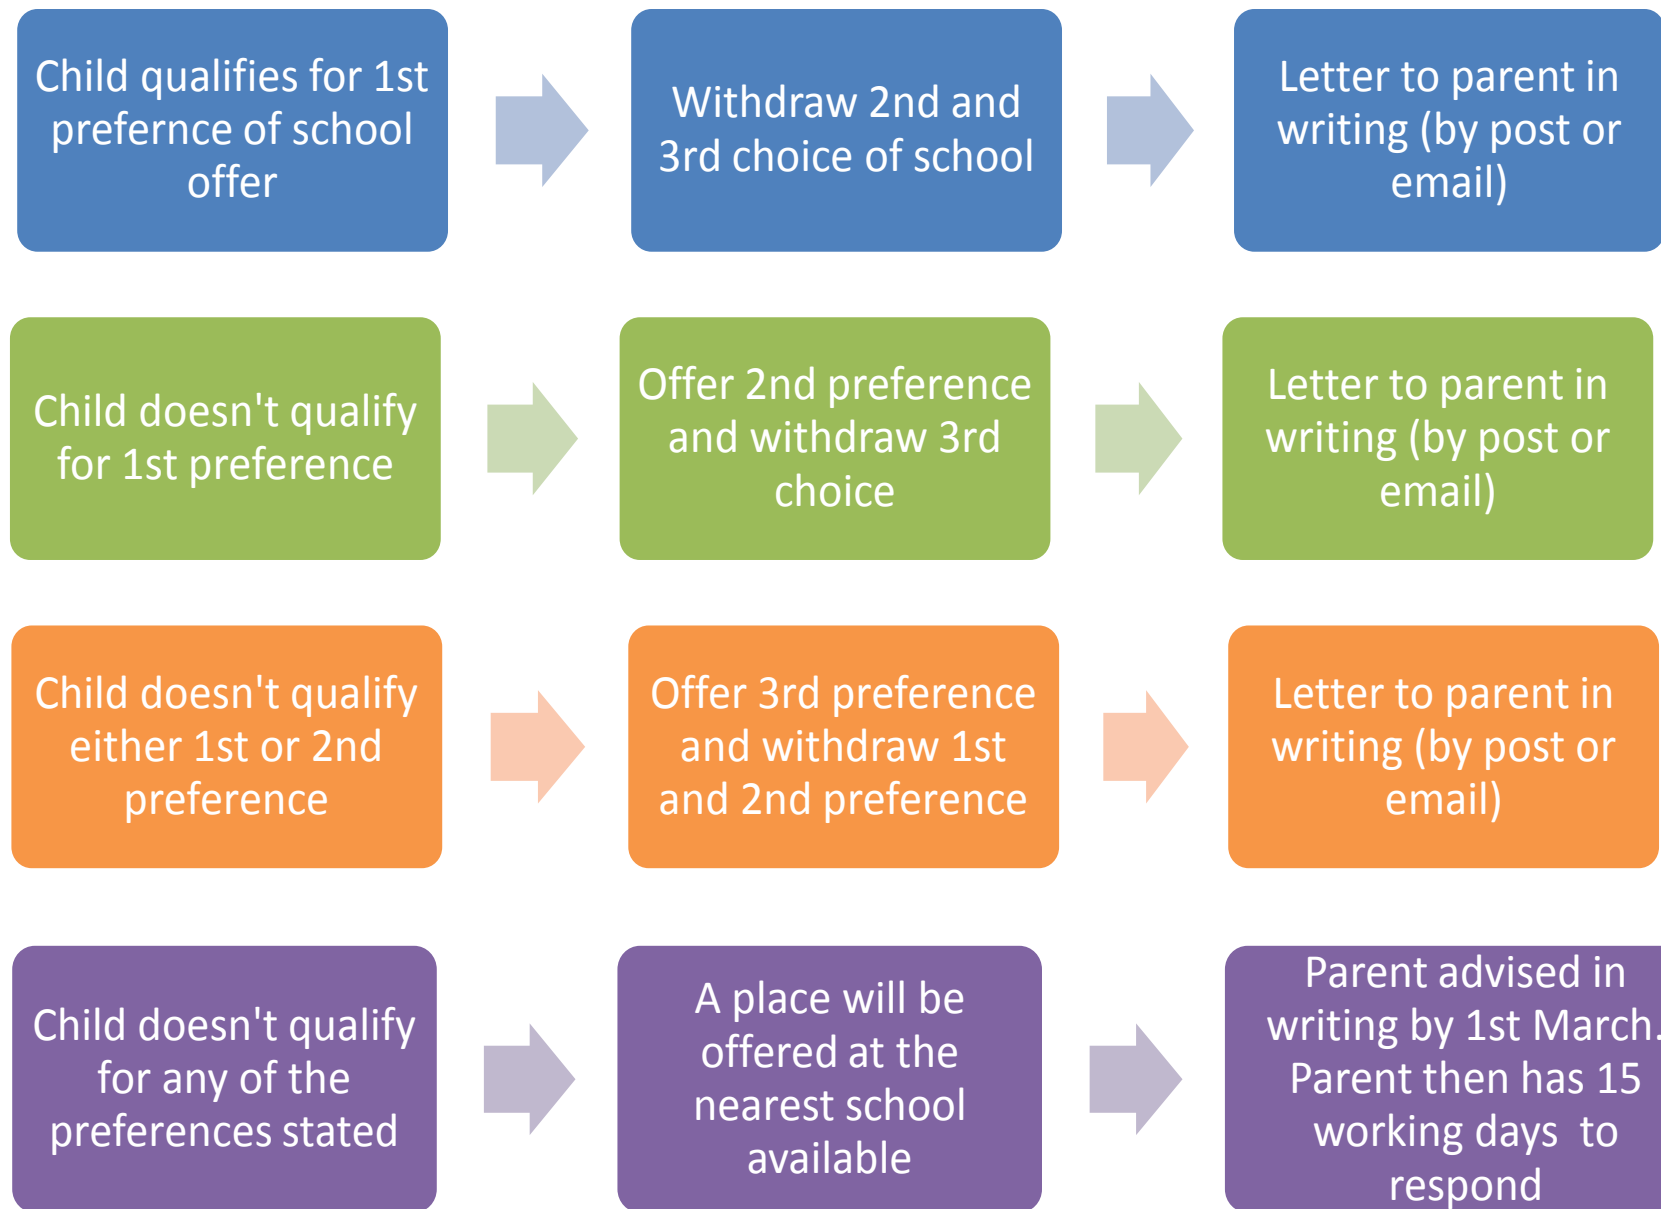 Child qualifies for 1st
prefernce of school
offer
Withdraw 2nd and
3rd choice of school
Letter to parent in
writing (by post or
email)
Child doesn't qualify
for 1st preference
Offer 2nd preference
and withdraw 3rd
choice
Letter to parent in
writing (by post or
email)
Child doesn't qualify
either 1st or 2nd
preference
Offer 3rd preference
and withdraw 1st
and 2nd preference
Letter to parent in
writing (by post or
email)
Child doesn't qualify
for any of the
preferences stated
A place will be
offered at the
nearest school
available
Parent advised in
writing by 1st March.
Parent then has 15
working days  to
respond